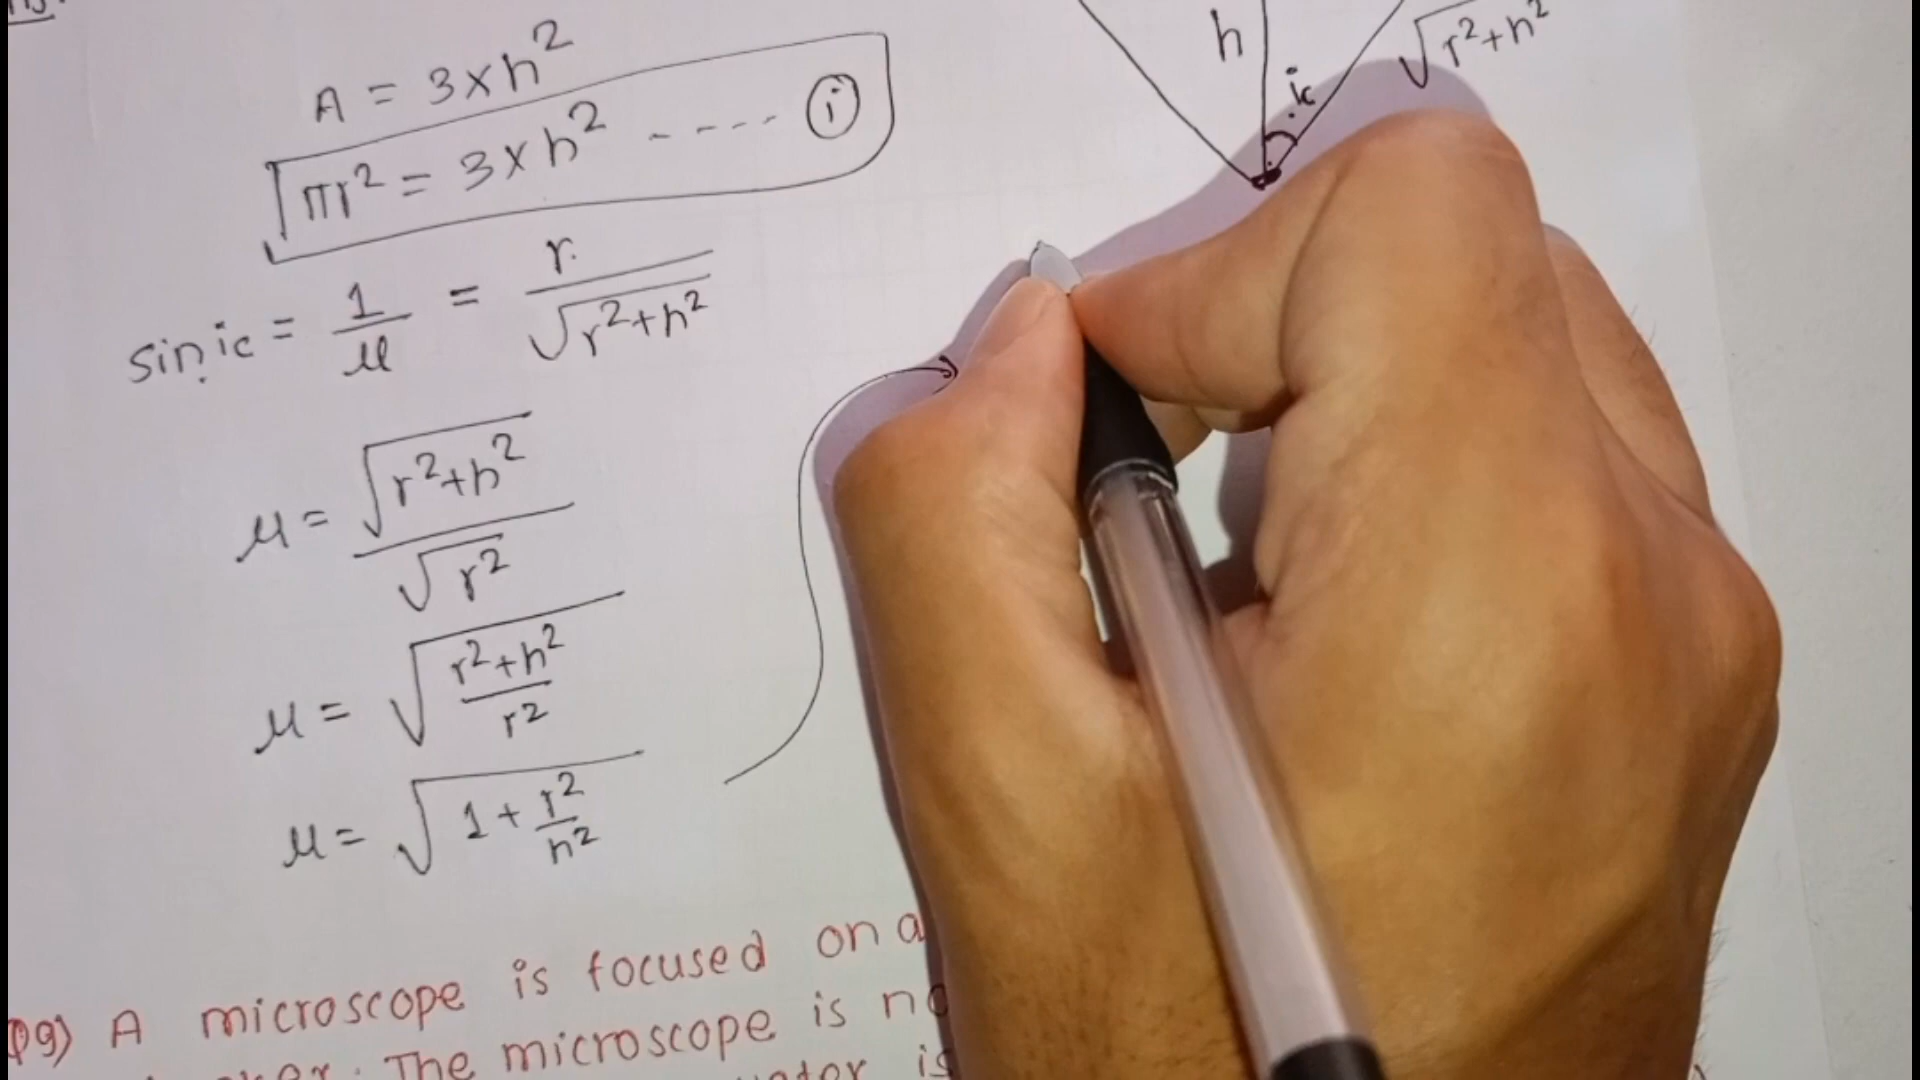 A = 3×h²
πr² = 3×h² ----- (i)
sin ic = 1/μ = r/√(r²+h²)
μ = √(r²+h²)/√r²
μ = √((r²+h²)/r²)
μ = √(1+r²/h²)
h
ic
√(r²+h²)
Q9) A microscope is focused on a
The microscope is
is